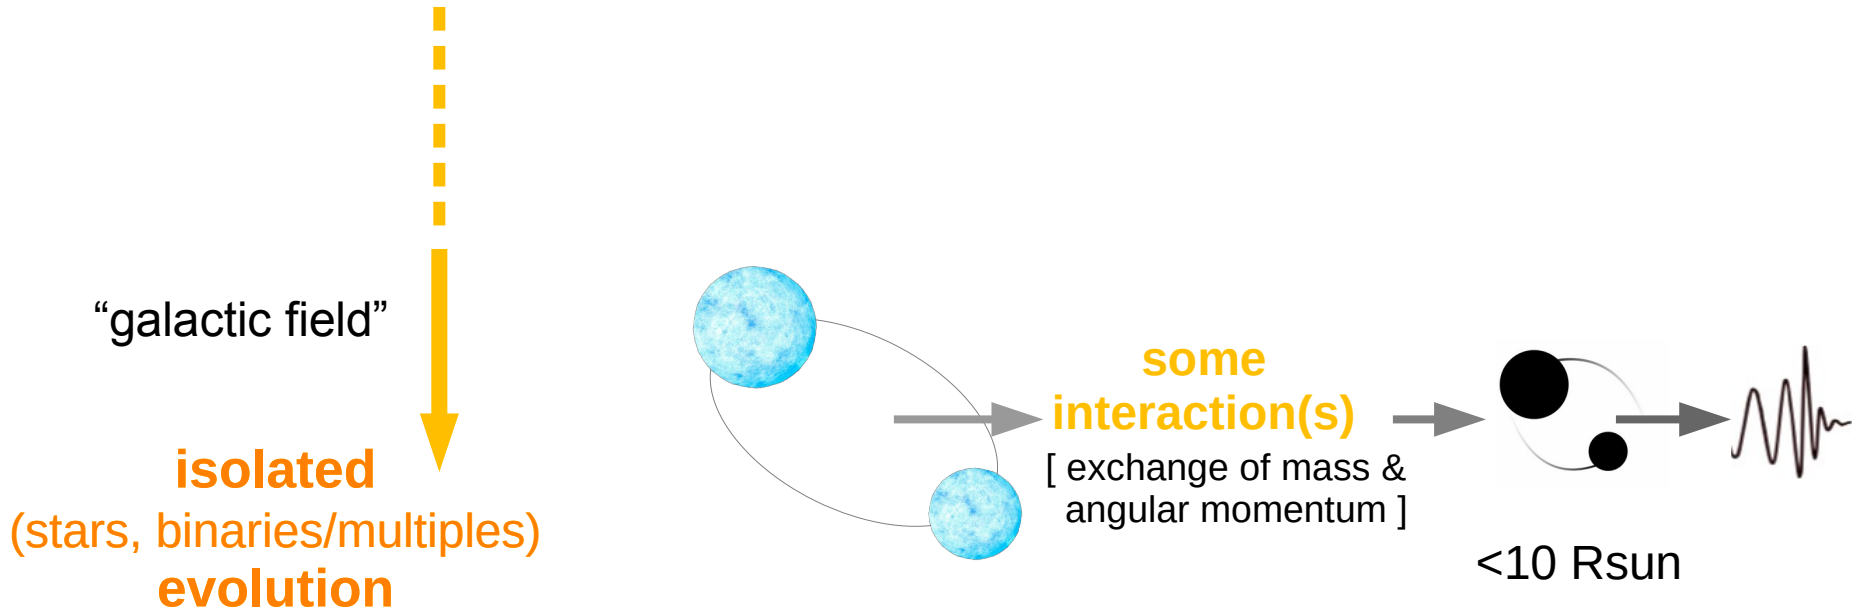 “galactic field”
isolated
(stars, binaries/multiples)
evolution
some
interaction(s)
[ exchange of mass &
angular momentum ]
<10 Rsun